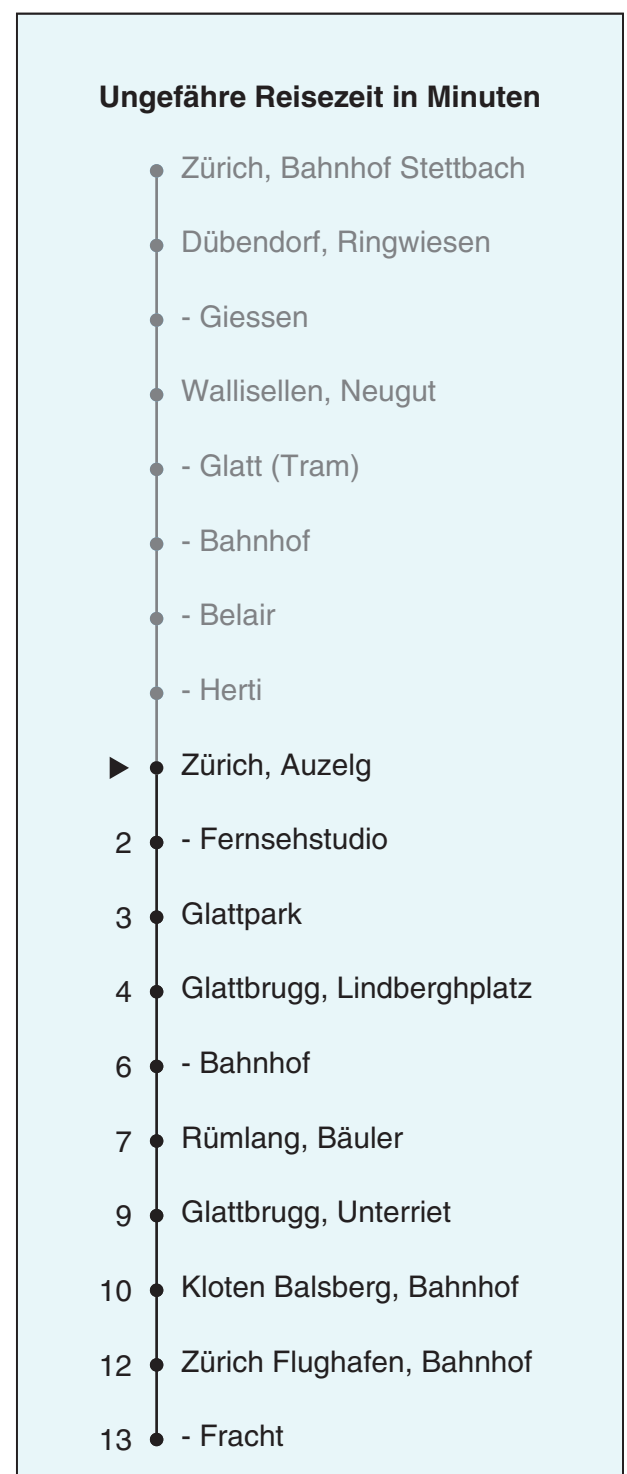 Ungefähre Reisezeit in Minuten
Zürich, Bahnhof Stettbach
Dübendorf, Ringwiesen
- Giessen
Wallisellen, Neugut
- Glatt (Tram)
- Bahnhof
- Belair
- Herti
Zürich, Auzelg
2 - Fernsehstudio
3 Glattpark
4 Glattbrugg, Lindberghplatz
6 - Bahnhof
7 Rümlang, Bäuler
9 Glattbrugg, Unterriet
10 Kloten Balsberg, Bahnhof
12 Zürich Flughafen, Bahnhof
13 - Fracht